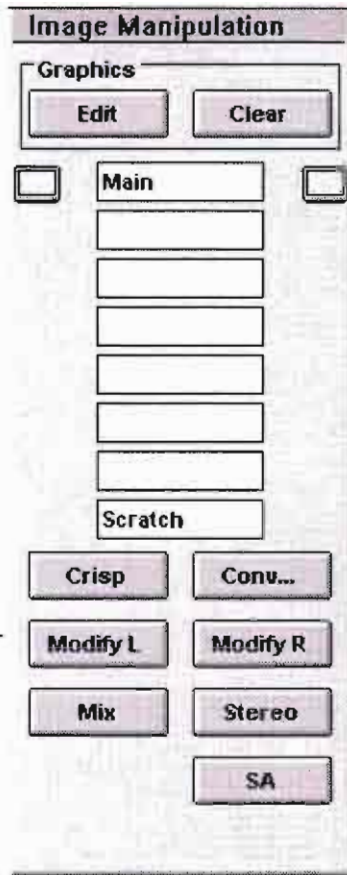 Image Manipulation
Graphics
Edit Clear
Main
Scratch
Crisp Conv...
Modify L Modify R
Mix Stereo
SA